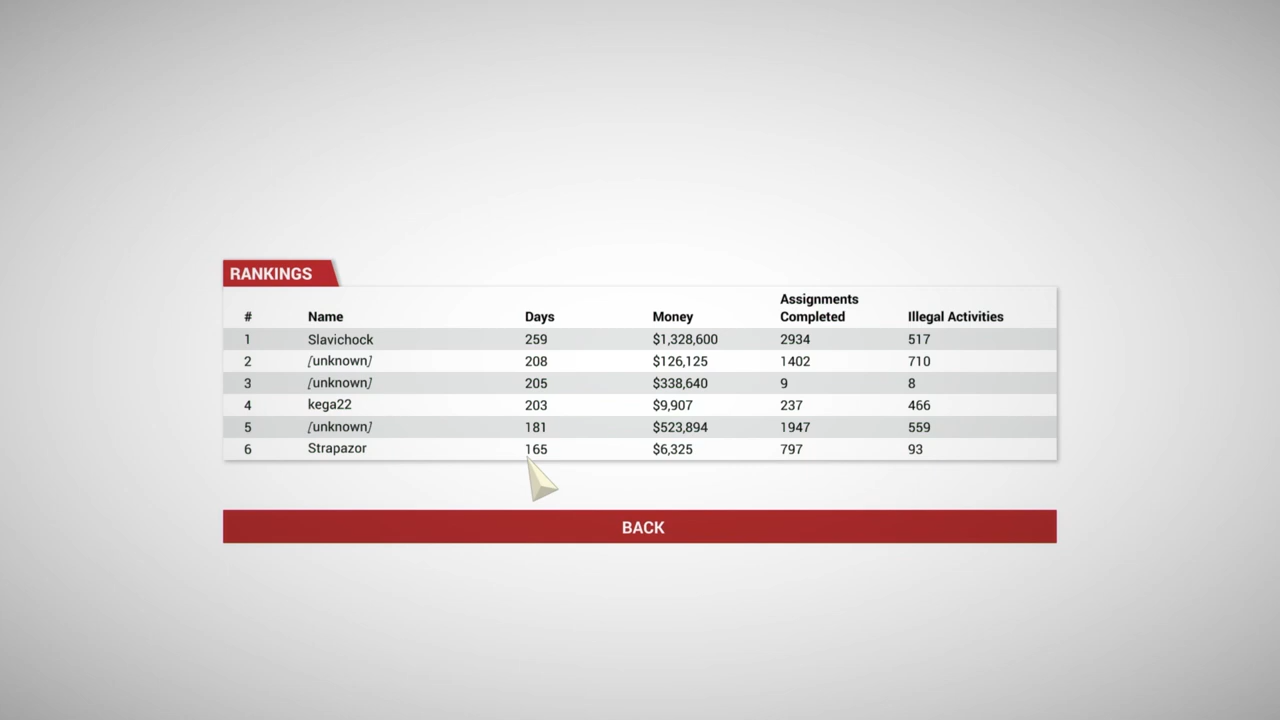 RANKINGS
# Name Days Money Assignments Completed Illegal Activities
1 Slavichock 259 $1,328,600 2934 517
2 [unknown] 208 $126,125 1402 710
3 [unknown] 205 $338,640 9 8
4 kega22 203 $9,907 237 466
5 [unknown] 181 $523,894 1947 559
6 Strapazor 165 $6,325 797 93
BACK